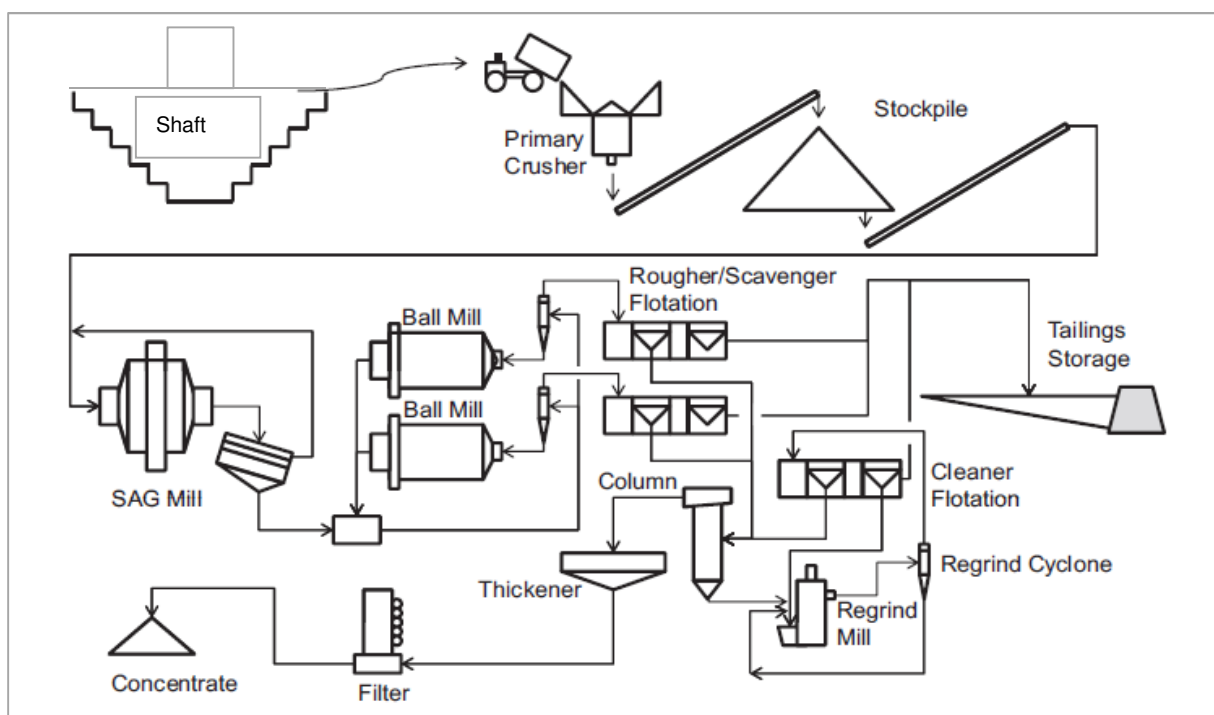 Shaft
Primary
Crusher
Stockpile
Rougher/Scavenger
Flotation
Ball Mill
Tailings
Storage
Ball Mill
SAG Mill
Column
Cleaner
Flotation
Thickener
Regrind Cyclone
Regrind
Mill
Concentrate
Filter